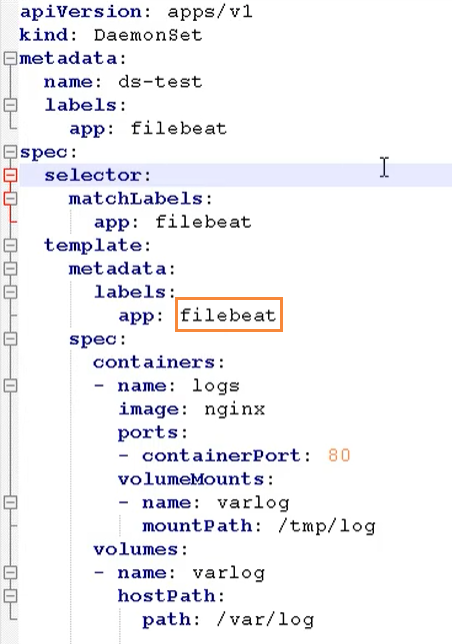 apiVersion: apps/v1
kind: DaemonSet
metadata:
  name: ds-test
  labels:
    app: filebeat
spec:
  selector:
    matchLabels:
      app: filebeat
  template:
    metadata:
      labels:
        app: filebeat
    spec:
      containers:
      - name: logs
        image: nginx
        ports:
        - containerPort: 80
        volumeMounts:
        - name: varlog
          mountPath: /tmp/log
      volumes:
      - name: varlog
        hostPath:
          path: /var/log